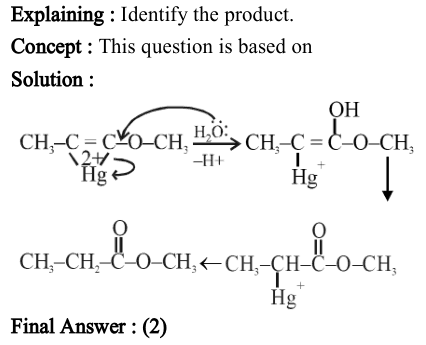 Explaining : Identify the product.
Concept : This question is based on
Solution :
OH
CH₃–C = C–O–CH₃ H₂O: –H+ CH₃–C = C–O–CH₃
2+
Hg Hg +
O O
CH₃–CH₂–C–O–CH₃ ← CH₃–CH–C–O–CH₃
Hg +
Final Answer : (2)